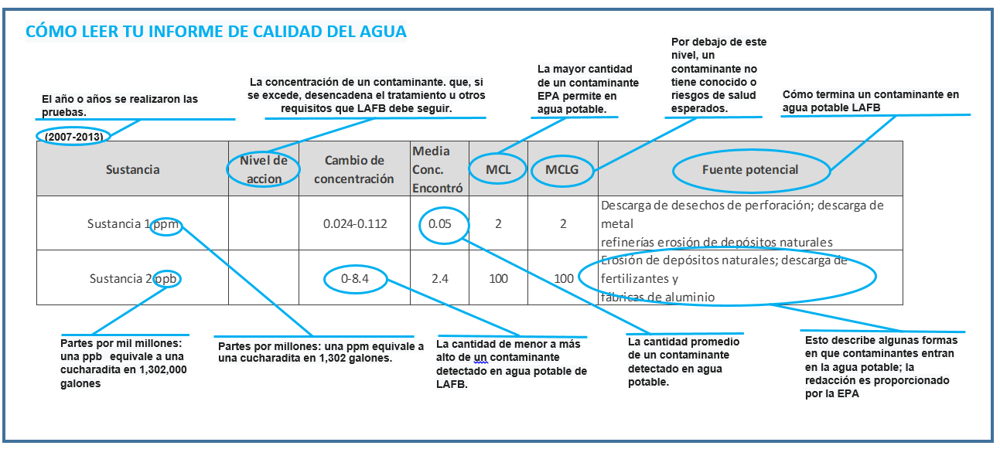 CÓMO LEER TU INFORME DE CALIDAD DEL AGUA
El año o años se realizaron las
pruebas.
La concentración de un contaminante. que, si
se excede, desencadena el tratamiento u otros
requisitos que LAFB debe seguir.
La mayor cantidad
de un contaminante
EPA permite en
agua potable.
Por debajo de este
nivel, un
contaminante no
tiene conocido o
riesgos de salud
esperados.
Cómo termina un contaminante en
agua potable LAFB
(2007-2013)
Sustancia
Nivel de
accion
Cambio de
concentración
Media
Conc.
Encontró
MCL
MCLG
Fuente potencial
Sustancia 1 ppm
0.024-0.112
0.05
2
2
Descarga de desechos de perforación; descarga de
metal
refinerías erosión de depósitos naturales
Sustancia 2 ppb
0-8.4
2.4
100
100
Erosión de depósitos naturales; descarga de
fertilizantes y
fábricas de aluminio
Partes por mil millones:
una ppb equivale a una
cucharadita en 1,302,000
galones
Partes por millones: una ppm equivale a
una cucharadita en 1,302 galones.
La cantidad de menor a más
alto de un contaminante
detectado en agua potable de
LAFB.
La cantidad promedio
de un contaminante
detectado en agua
potable.
Esto describe algunas formas
en que contaminantes entran
en la agua potable; la
redacción es proporcionado
por la EPA